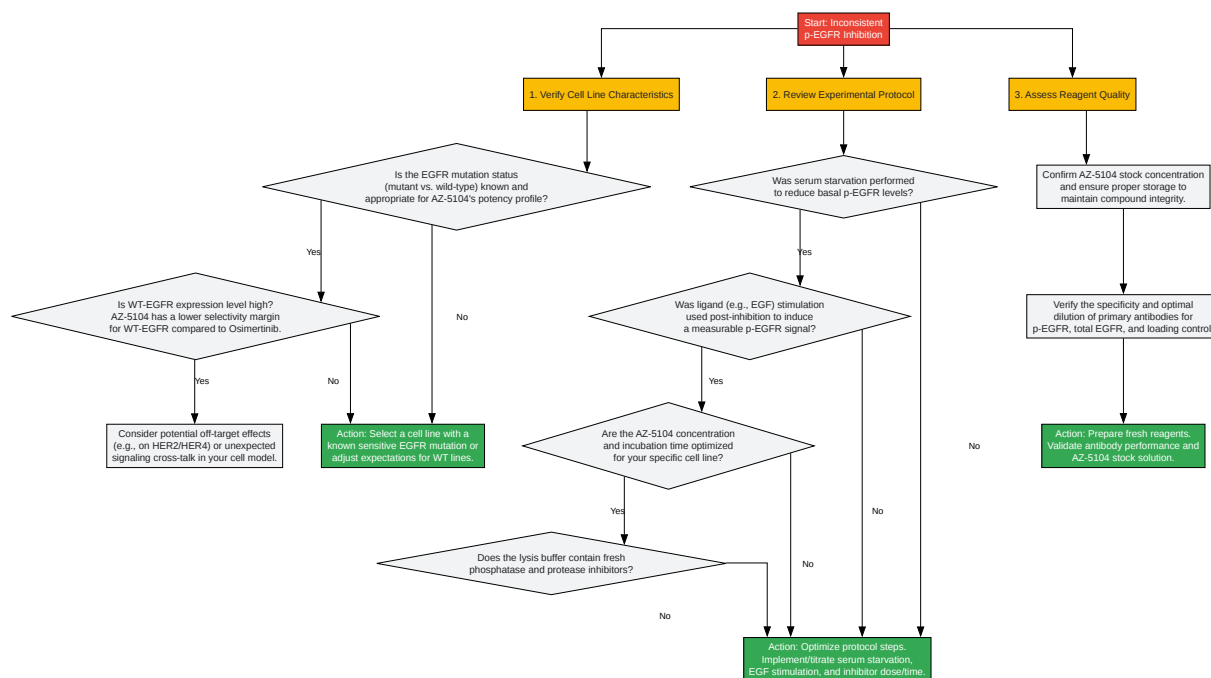 Start: Inconsistent
p-EGFR Inhibition
1. Verify Cell Line Characteristics
2. Review Experimental Protocol
3. Assess Reagent Quality
Is the EGFR mutation status
(mutant vs. wild-type) known and
appropriate for AZ-5104's potency profile?
Was serum starvation performed
to reduce basal p-EGFR levels?
Confirm AZ-5104 stock concentration
and ensure proper storage to
maintain compound integrity.
Yes
Yes
Is WT-EGFR expression level high?
AZ-5104 has a lower selectivity margin
for WT-EGFR compared to Osimertinib.
No
Was ligand (e.g., EGF) stimulation
used post-inhibition to induce
a measurable p-EGFR signal?
Verify the specificity and optimal
dilution of primary antibodies for
p-EGFR, total EGFR, and loading control
Yes
No
Yes
Consider potential off-target effects
(e.g., on HER2/HER4) or unexpected
signaling cross-talk in your cell model.
Action: Select a cell line with a
known sensitive EGFR mutation or
adjust expectations for WT lines.
Are the AZ-5104 concentration
and incubation time optimized
for your specific cell line?
No
Action: Prepare fresh reagents.
Validate antibody performance and
AZ-5104 stock solution.
Yes
No
Does the lysis buffer contain fresh
phosphatase and protease inhibitors?
No
No
Action: Optimize protocol steps.
Implement/titrate serum starvation,
EGF stimulation, and inhibitor dose/time.